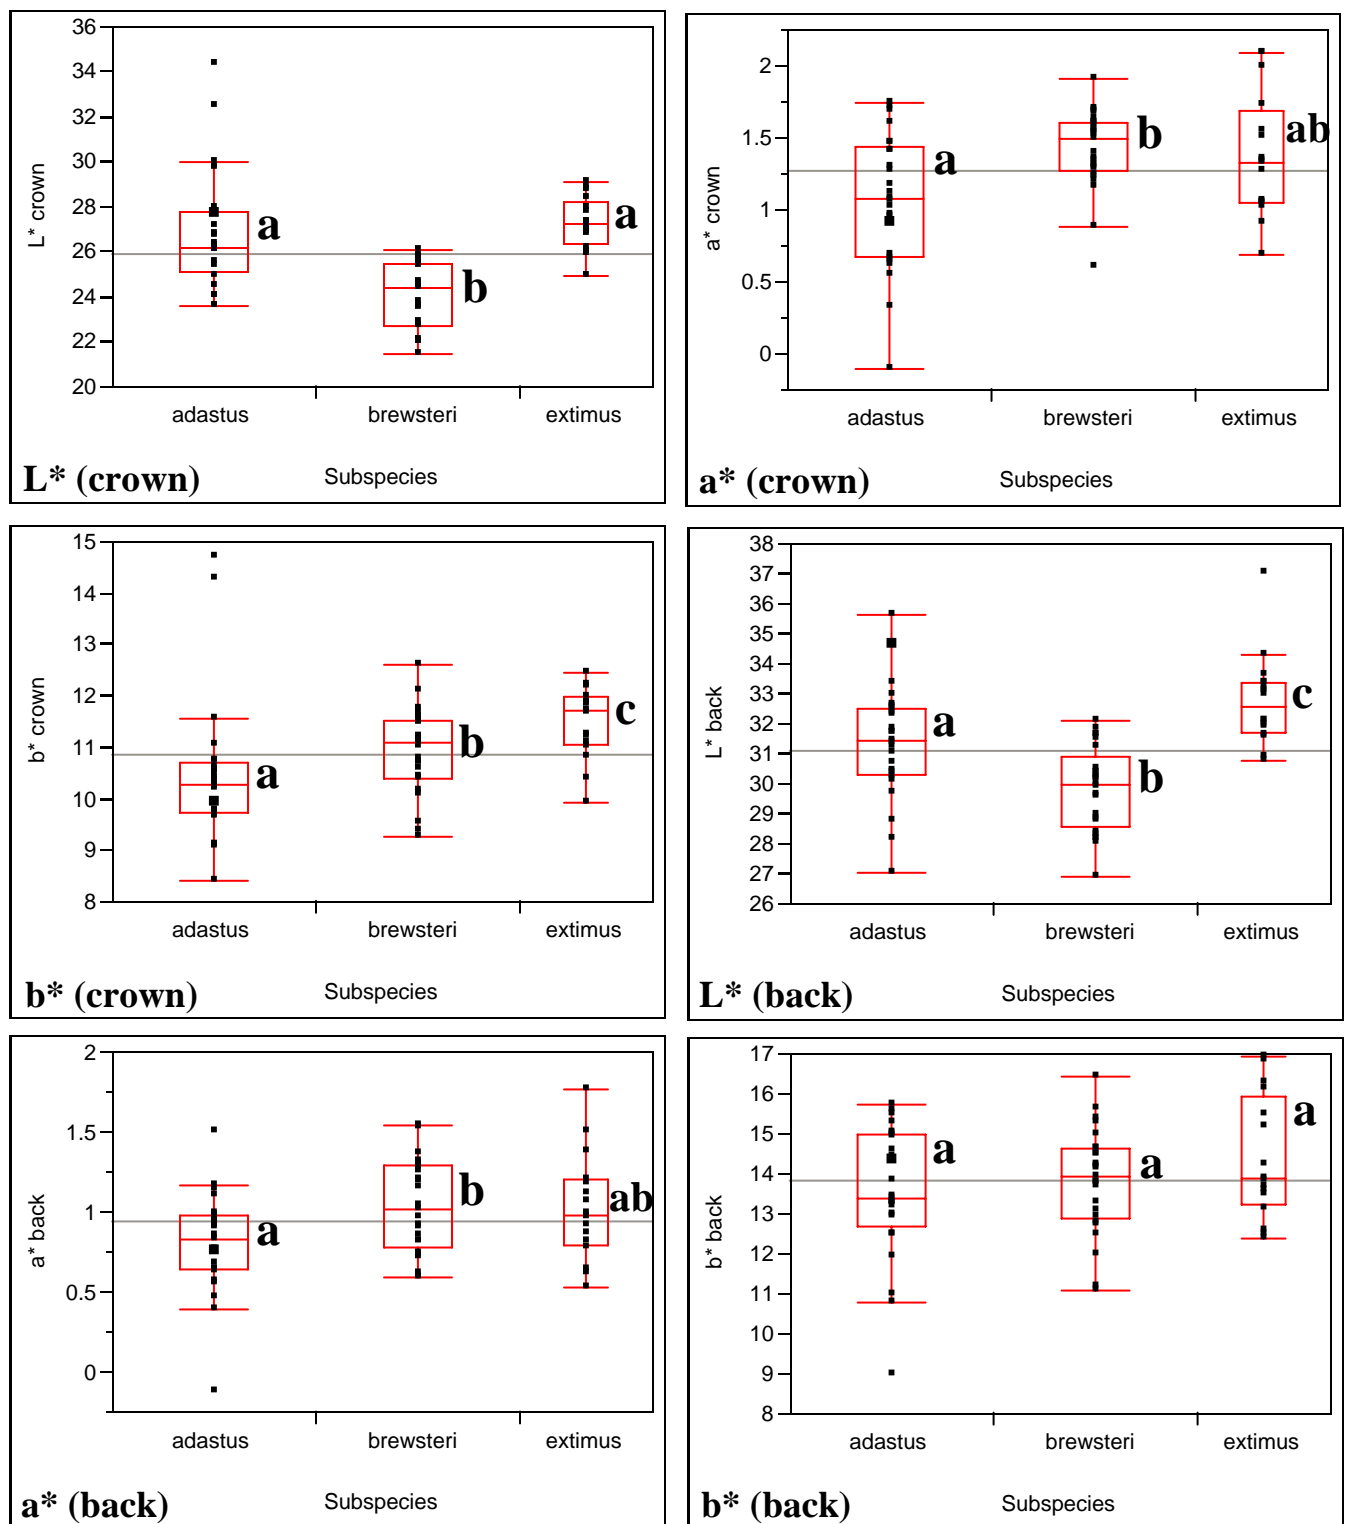 36
34
32
30
28
26
24
22
20
L* crown
a
b
a
adastus
brewsteri
extimus
L* (crown)
Subspecies
2
1.5
1
0.5
0
a* crown
a
b
ab
adastus
brewsteri
extimus
a* (crown)
Subspecies
15
14
13
12
11
10
9
8
b* crown
a
b
c
adastus
brewsteri
extimus
b* (crown)
Subspecies
38
37
36
35
34
33
32
31
30
29
28
27
26
L* back
a
b
c
adastus
brewsteri
extimus
L* (back)
Subspecies
2
1.5
1
0.5
0
a* back
a
b
ab
adastus
brewsteri
extimus
a* (back)
Subspecies
17
16
15
14
13
12
11
10
9
8
b* back
a
a
a
adastus
brewsteri
extimus
b* (back)
Subspecies